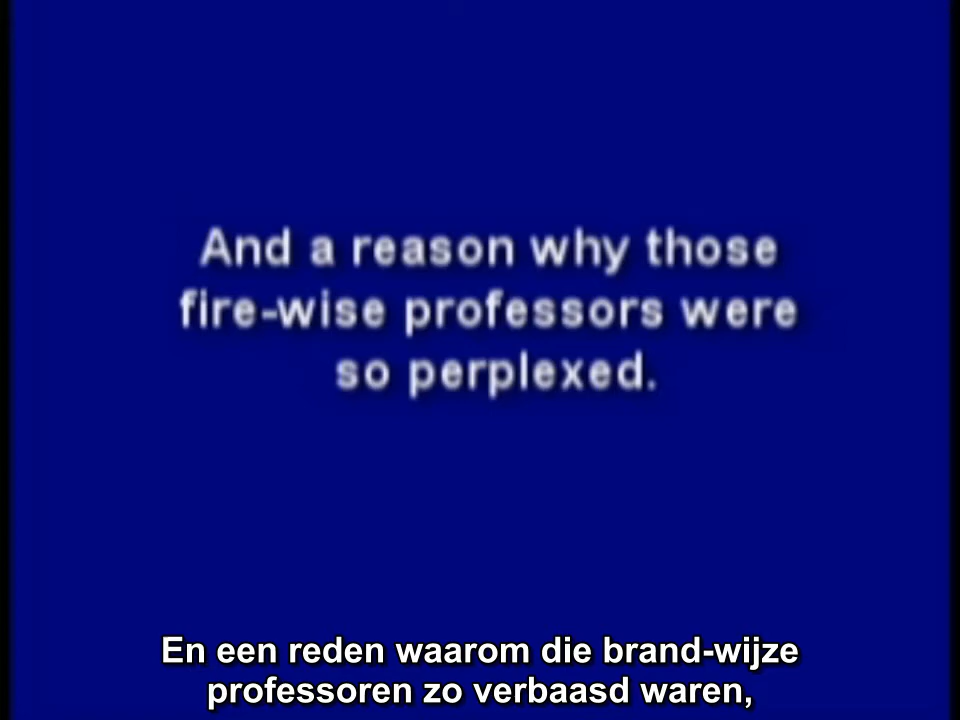 And a reason why those
fire-wise professors were
so perplexed.
En een reden waarom die brand-wijze
professoren zo verbaasd waren,